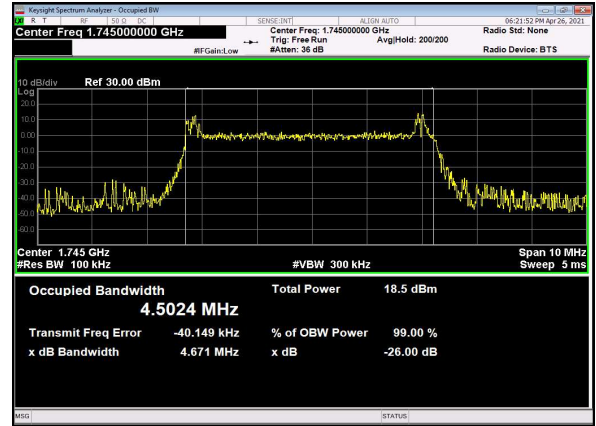 Keysight Spectrum Analyzer - Occupied BW
LXI R T RF 50 Ω DC SENSE:INT ALIGN AUTO 06:21:52 PM Apr 26, 2021
Center Freq 1.745000000 GHz Center Freq: 1.745000000 GHz Radio Std: None
Trig: Free Run Avg|Hold: 200/200
#IFGain:Low #Atten: 36 dB Radio Device: BTS
10 dB/div Ref 30.00 dBm
Log
20.0
10.0
0.00
-10.0
-20.0
-30.0
-40.0
-50.0
-60.0
Center 1.745 GHz Span 10 MHz
#Res BW 100 kHz #VBW 300 kHz Sweep 5 ms
Occupied Bandwidth Total Power 18.5 dBm
4.5024 MHz
Transmit Freq Error -40.149 kHz % of OBW Power 99.00 %
x dB Bandwidth 4.671 MHz x dB -26.00 dB
MSG STATUS